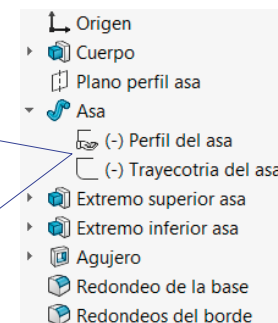 Origen
Cuerpo
Plano perfil asa
Asa
(-) Perfil del asa
(-) Trayecotria del asa
Extremo superior asa
Extremo inferior asa
Agujero
Redondeo de la base
Redondeos del borde